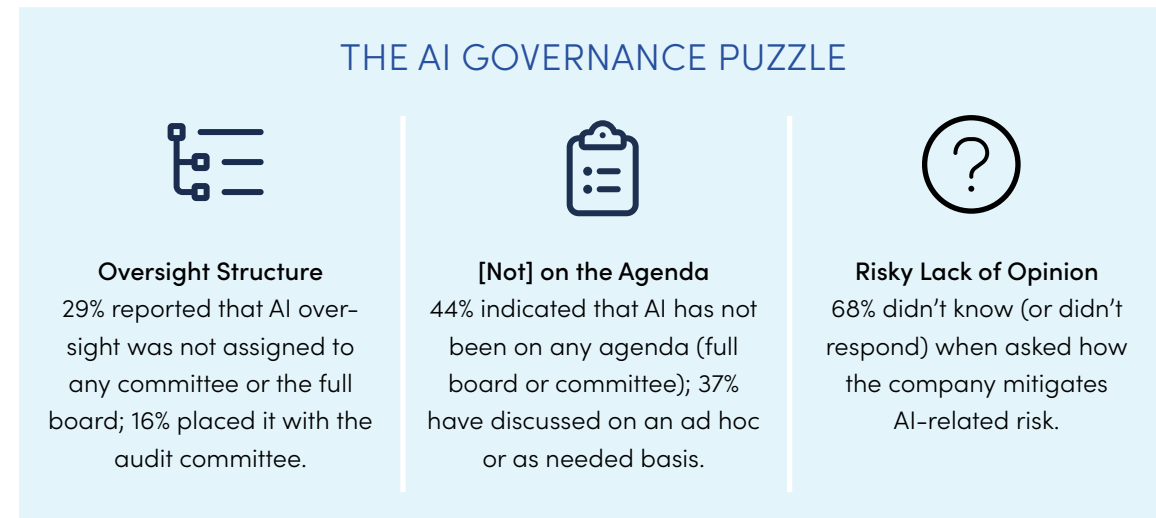 THE AI GOVERNANCE PUZZLE
Oversight Structure
29% reported that AI over-
sight was not assigned to
any committee or the full
board; 16% placed it with the
audit committee.
[Not] on the Agenda
44% indicated that AI has not
been on any agenda (full
board or committee); 37%
have discussed on an ad hoc
or as needed basis.
Risky Lack of Opinion
68% didn’t know (or didn’t
respond) when asked how
the company mitigates
AI-related risk.